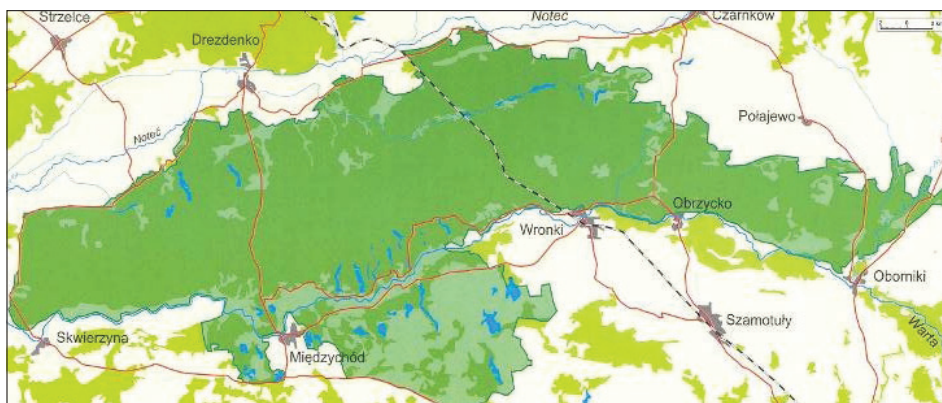 Strzelce
Noteć
Czarnków
Drezdenko
Noteć
Połajewo
Obrzycko
Wronki
Oborniki
Szamotuły
Skwierzyna
Międzychód
Warta